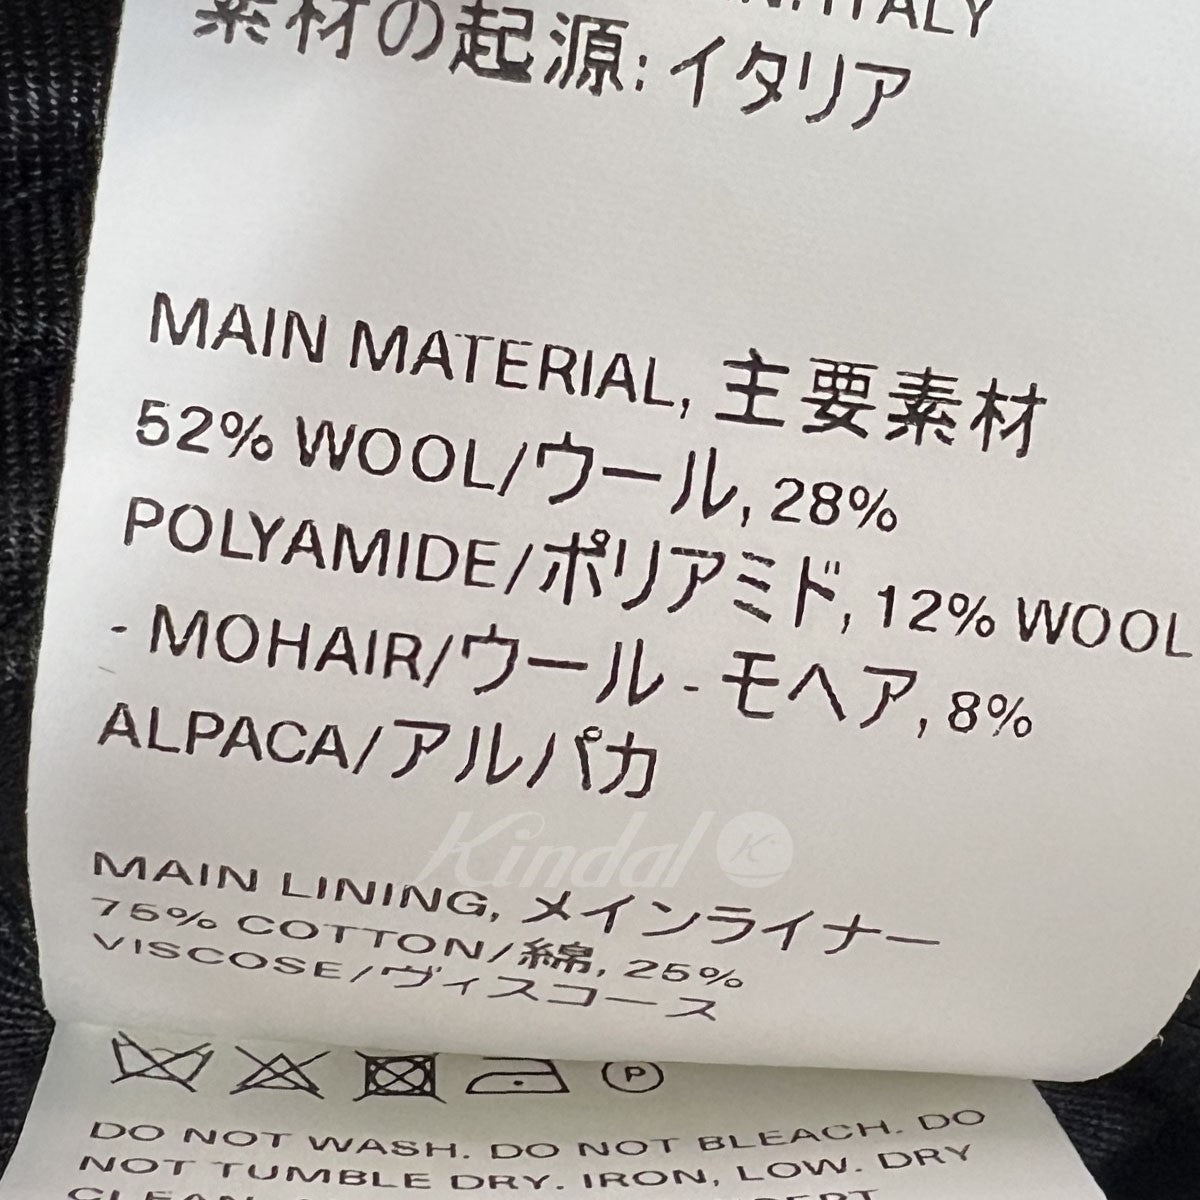 ITALY
素材の起源: イタリア
MAIN MATERIAL, 主要素材
52% WOOL/ウール, 28%
POLYAMIDE/ポリアミド, 12% WOOL
- MOHAIR/ウール - モヘア, 8%
ALPACA/アルパカ
Kindal K
MAIN LINING, メインライナー
75% COTTON/綿, 25%
VISCOSE/ヴィスコース
P
DO NOT WASH. DO NOT BLEACH. DO
NOT TUMBLE DRY. IRON, LOW. DRY